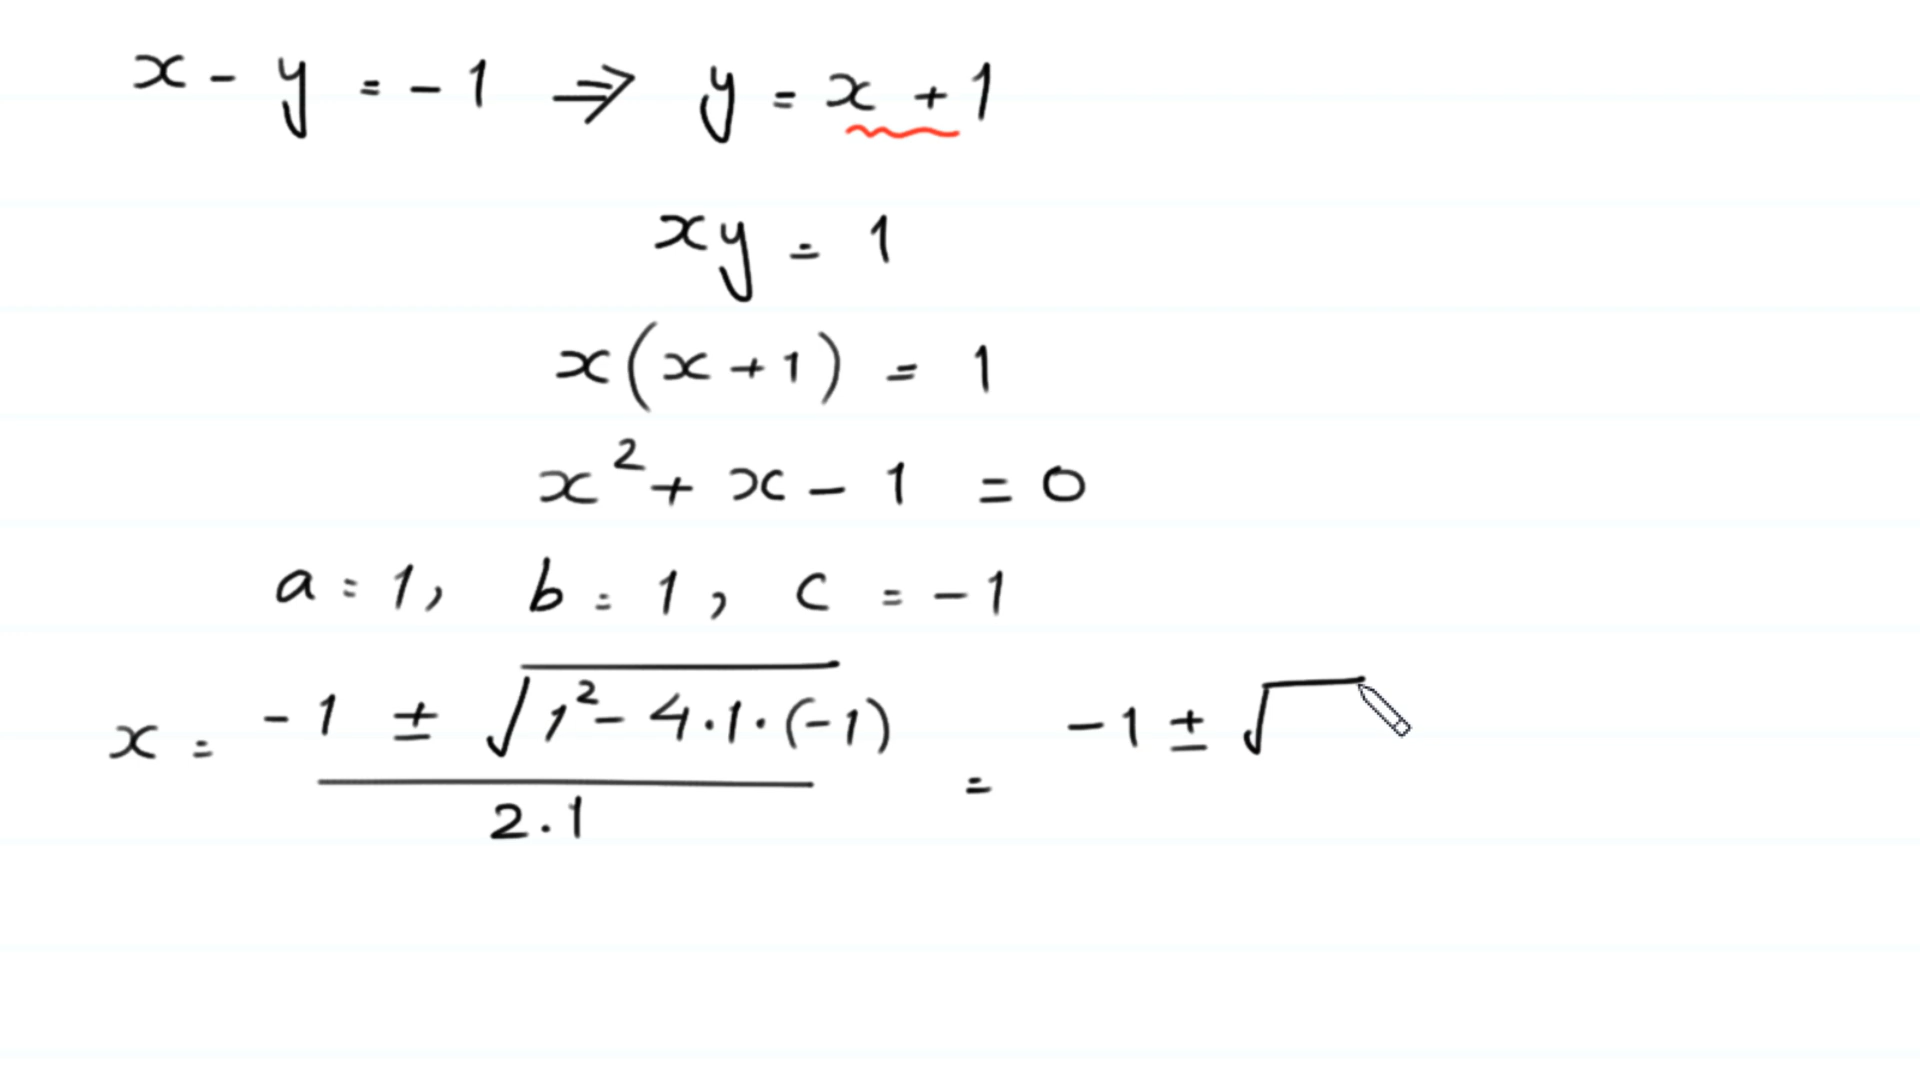 x - y = -1 ⇒ y = x + 1
xy = 1
x(x + 1) = 1
x² + x - 1 = 0
a = 1, b = 1, c = -1
x = (-1 ± √(1² - 4·1·(-1)))/(2·1) = -1 ± √